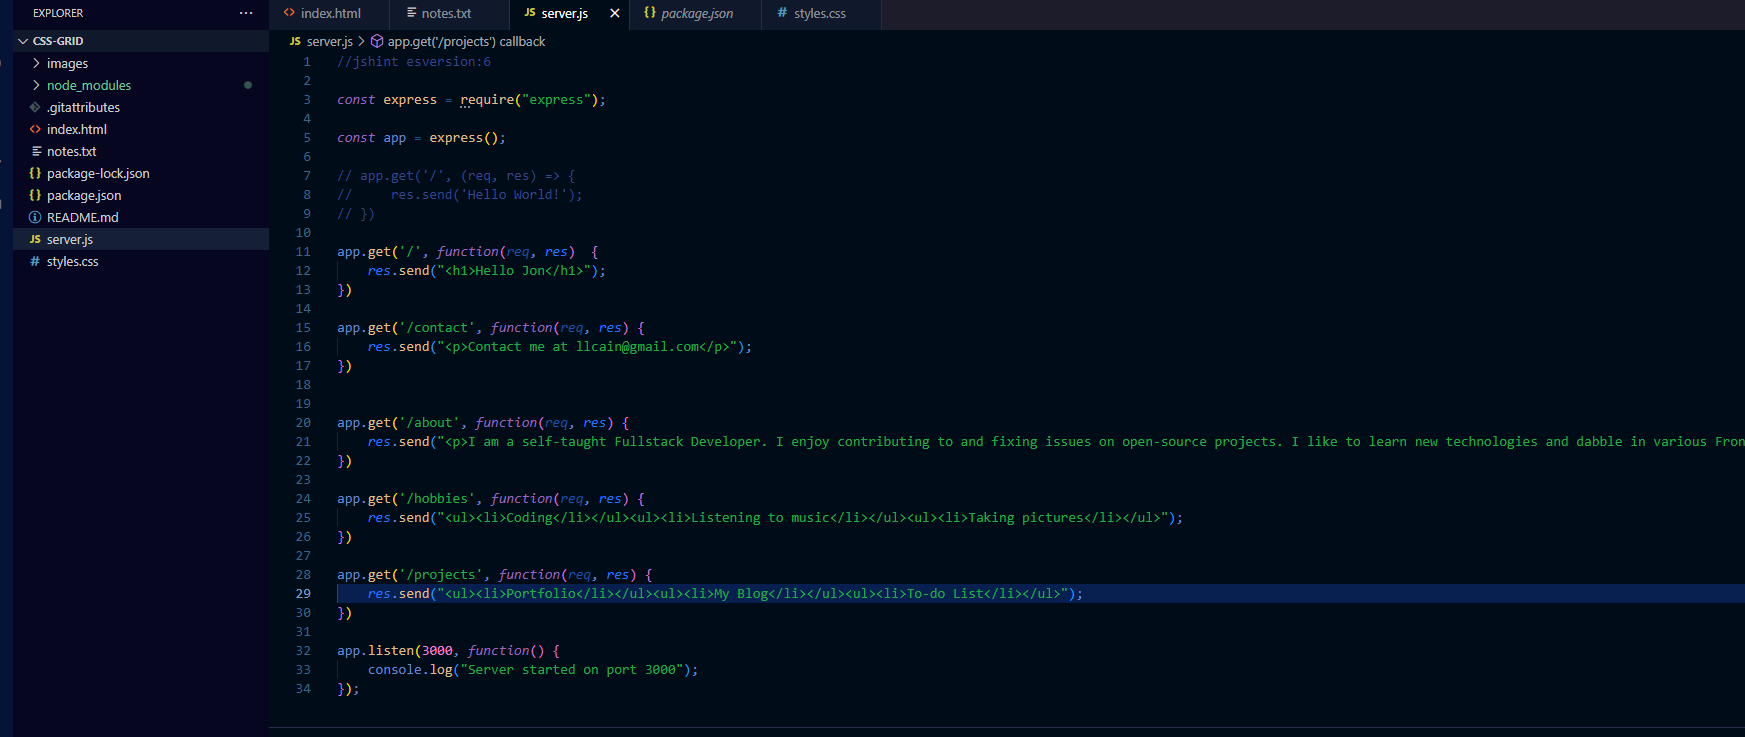 EXPLORER ...
CSS-GRID
images
node_modules
.gitattributes
index.html
notes.txt
package-lock.json
package.json
README.md
server.js
styles.css
index.html notes.txt JS server.js package.json # styles.css
JS server.js > app.get('/projects') callback
1 //jshint esversion:6
2
3 const express = require("express");
4
5 const app = express();
6
7 // app.get('/', (req, res) => {
8 //     res.send('Hello World!');
9 // })
10
11 app.get('/', function(req, res)  {
12     res.send("<h1>Hello Jon</h1>");
13 })
14
15 app.get('/contact', function(req, res) {
16     res.send("<p>Contact me at llcain@gmail.com</p>");
17 })
18
19
20 app.get('/about', function(req, res) {
21     res.send("<p>I am a self-taught Fullstack Developer. I enjoy contributing to and fixing issues on open-source projects. I like to learn new technologies and dabble in various Fron
22 })
23
24 app.get('/hobbies', function(req, res) {
25     res.send("<ul><li>Coding</li></ul><ul><li>Listening to music</li></ul><ul><li>Taking pictures</li></ul>");
26 })
27
28 app.get('/projects', function(req, res) {
29     res.send("<ul><li>Portfolio</li></ul><ul><li>My Blog</li></ul><ul><li>To-do List</li></ul>");
30 })
31
32 app.listen(3000, function() {
33     console.log("Server started on port 3000");
34 });